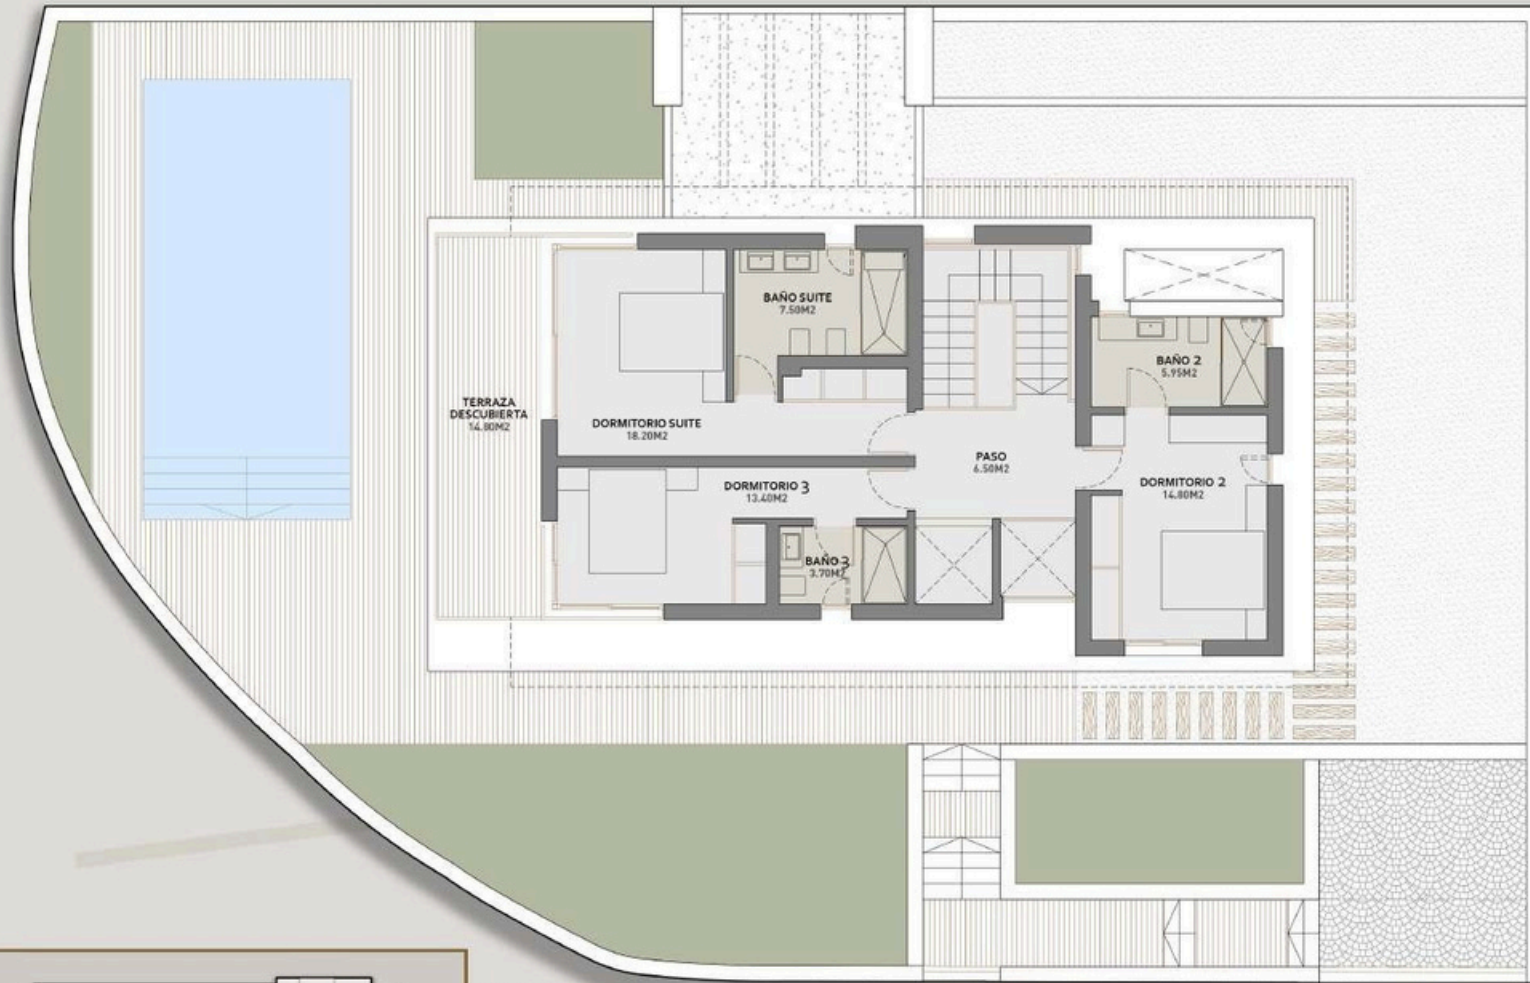 BAÑO SUITE
7.50M2
BAÑO 2
5.95M2
TERRAZA
DESCUBIERTA
14.80M2
DORMITORIO SUITE
18.20M2
PASO
6.50M2
DORMITORIO 2
14.80M2
DORMITORIO 3
13.40M2
BAÑO 3
3.70M2